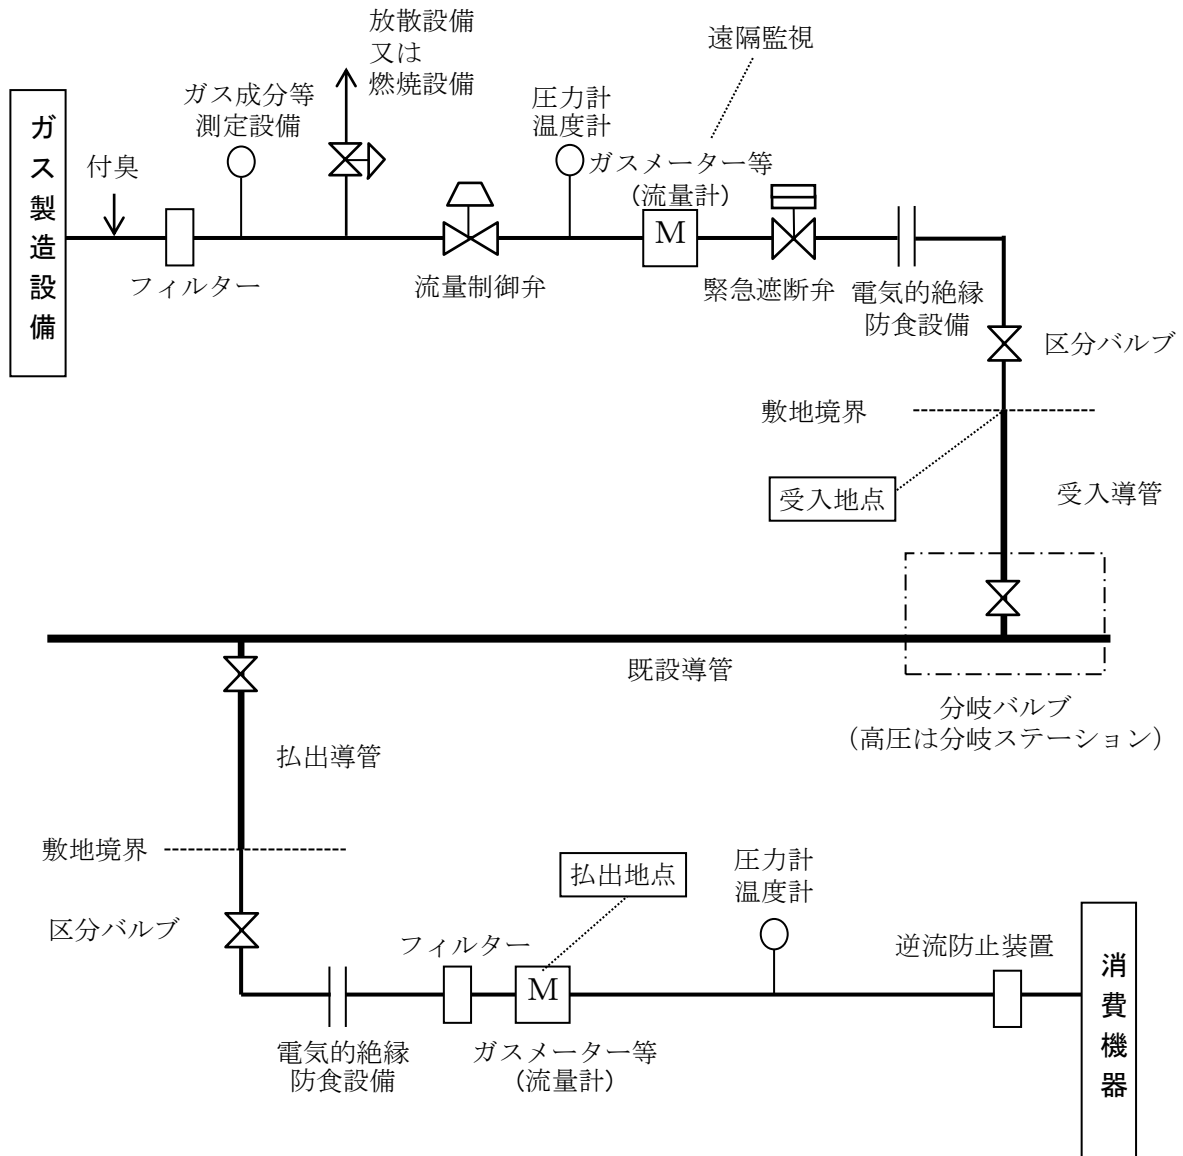 放散設備
又は
燃焼設備
遠隔監視
ガス成分等
測定設備
圧力計
温度計
ガス製造設備
付臭
ガスメーター等
(流量計)
M
フィルター
流量制御弁
緊急遮断弁
電気的絶縁
防食設備
区分バルブ
敷地境界
受入地点
受入導管
既設導管
分岐バルブ
(高圧は分岐ステーション)
払出導管
敷地境界
払出地点
圧力計
温度計
区分バルブ
フィルター
逆流防止装置
消費機器
M
電気的絶縁
防食設備
ガスメーター等
(流量計)